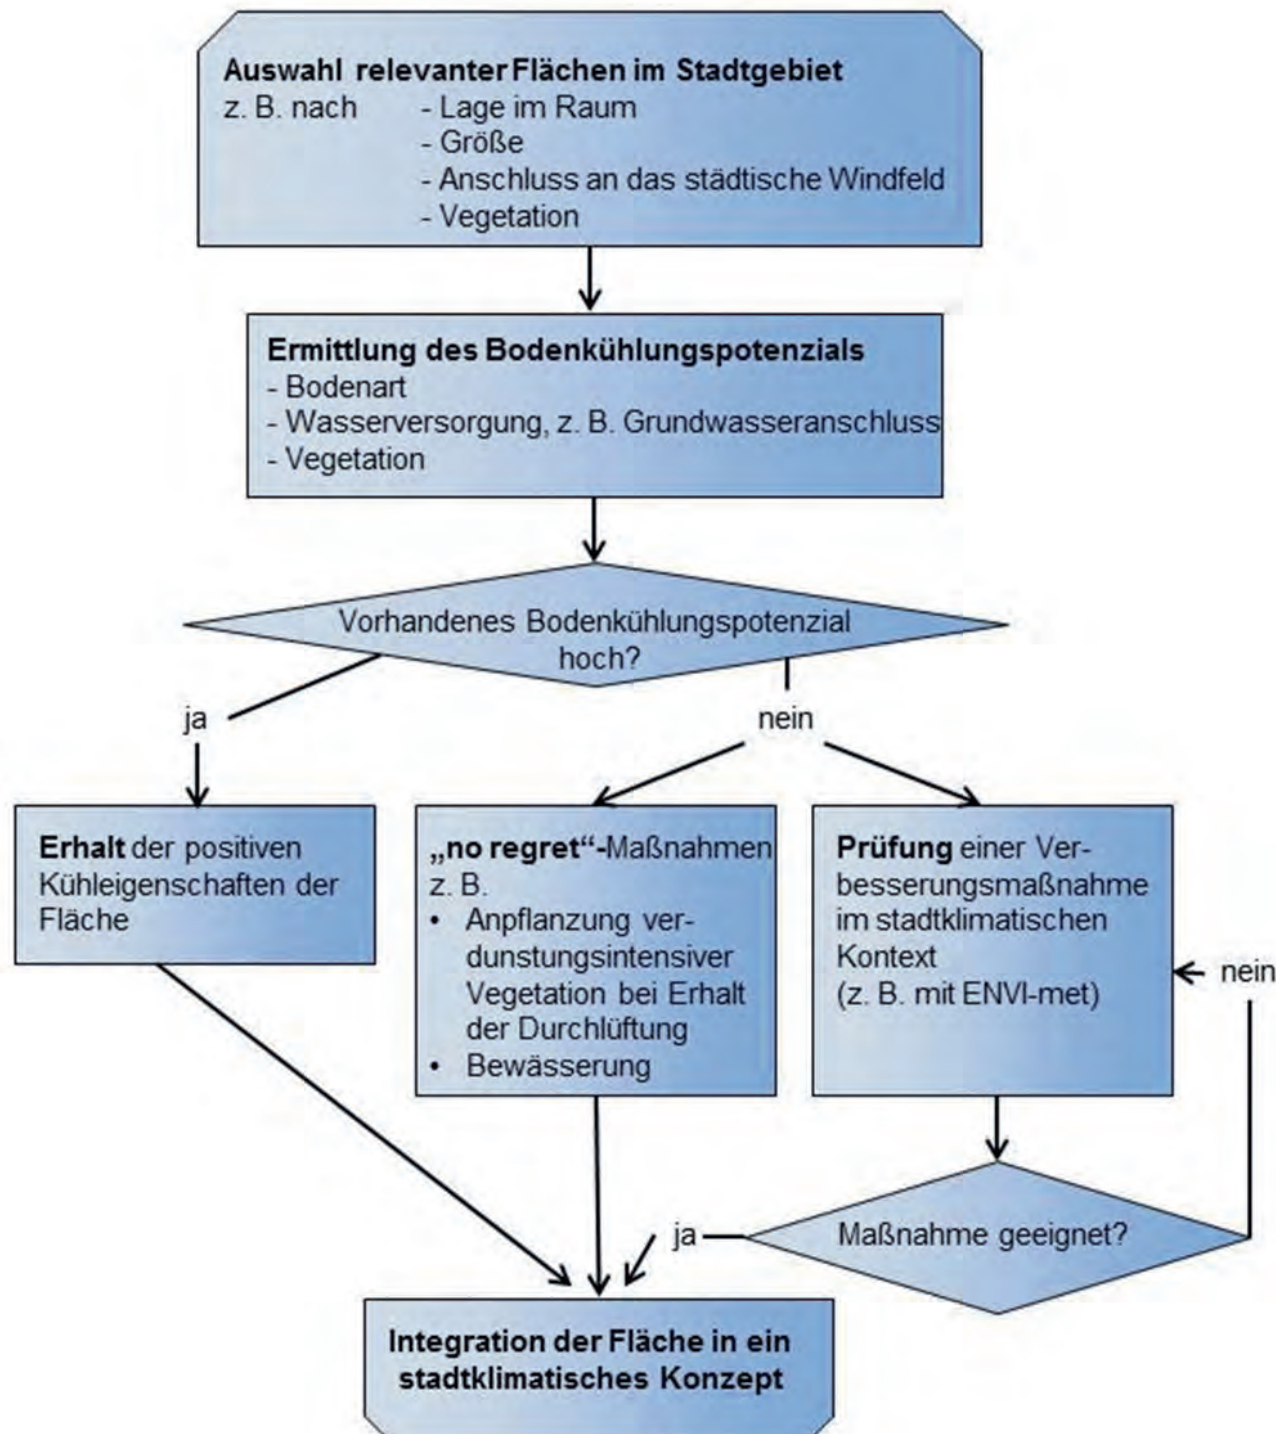 Auswahl relevanter Flächen im Stadtgebiet
z. B. nach - Lage im Raum
- Größe
- Anschluss an das städtische Windfeld
- Vegetation
Ermittlung des Bodenkühlungspotenzials
- Bodenart
- Wasserversorgung, z. B. Grundwasseranschluss
- Vegetation
Vorhandenes Bodenkühlungspotenzial
hoch?
ja
nein
Erhalt der positiven
Kühleigenschaften der
Fläche
„no regret“-Maßnahmen
z. B.
• Anpflanzung ver-
dunstungsintensiver
Vegetation bei Erhalt
der Durchlüftung
• Bewässerung
Prüfung einer Ver-
besserungsmaßnahme
im stadtklimatischen
Kontext
(z. B. mit ENVI-met)
nein
Maßnahme geeignet?
ja
Integration der Fläche in ein
stadtklimatisches Konzept